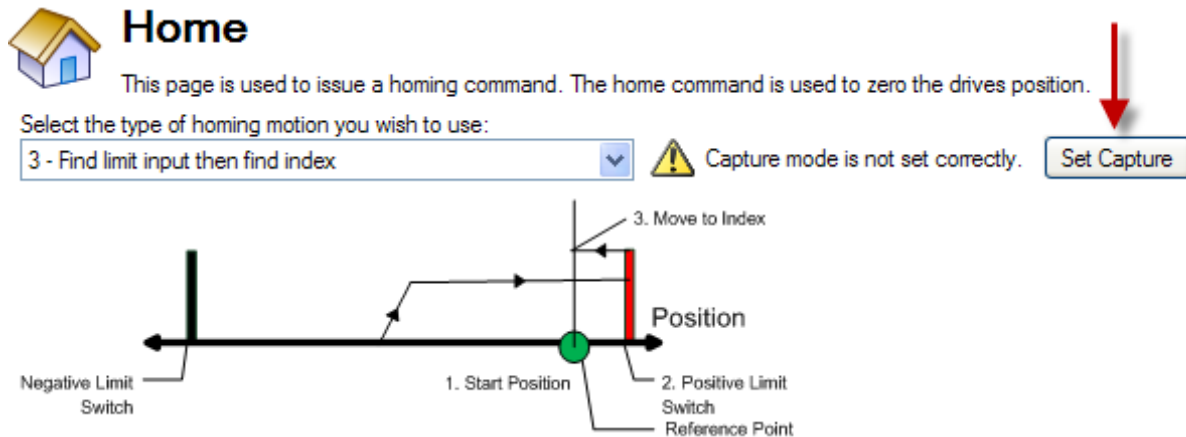 Home
This page is used to issue a homing command. The home command is used to zero the drives position.
Select the type of homing motion you wish to use:
3 - Find limit input then find index
Capture mode is not set correctly.
Set Capture
3. Move to Index
Position
Negative Limit
Switch
1. Start Position
2. Positive Limit
Switch
Reference Point